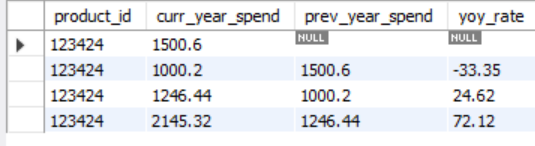 product_id curr_year_spend prev_year_spend yoy_rate
123424 1500.6 NULL NULL
123424 1000.2 1500.6 -33.35
123424 1246.44 1000.2 24.62
123424 2145.32 1246.44 72.12